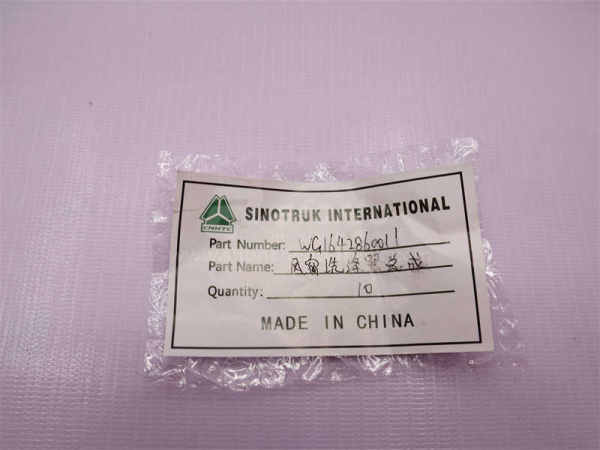 SINOTRUK INTERNATIONAL
CNHTC
Part Number: WG1642860011
Part Name: 风窗洗涤器总成
Quantity: 10
MADE IN CHINA